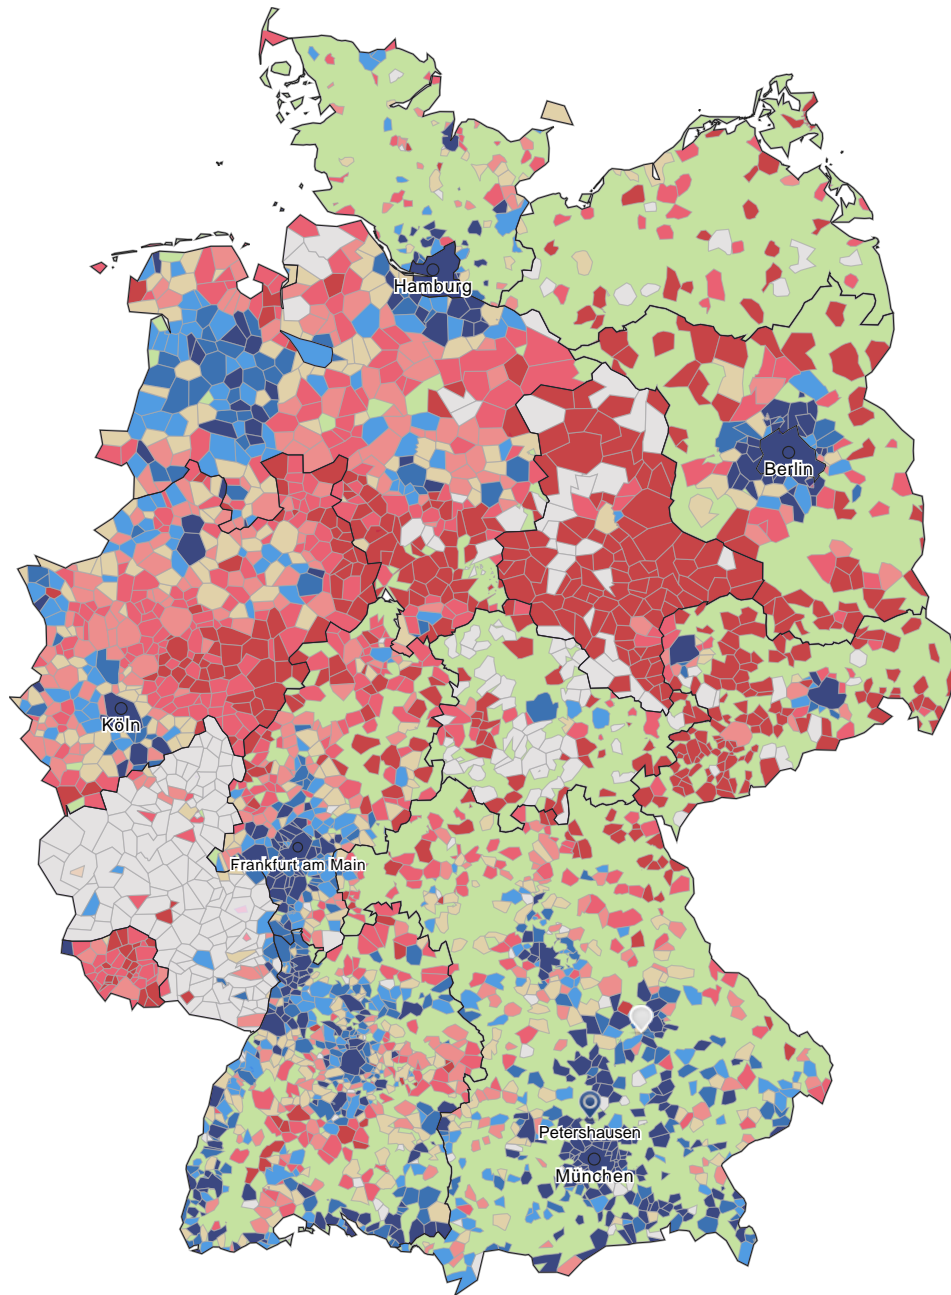 Hamburg
Berlin
Köln
Frankfurt am Main
Petershausen
München